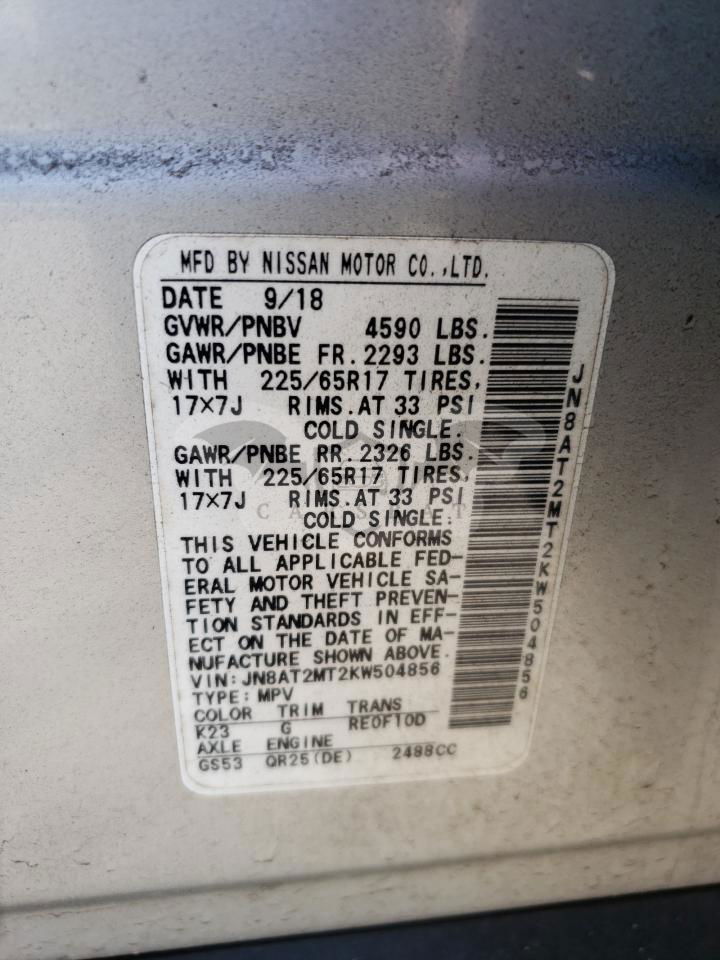 MFD BY NISSAN MOTOR CO.,LTD.
DATE 9/18
GVWR/PNBV 4590 LBS.
GAWR/PNBE FR. 2293 LBS.
WITH 225/65R17 TIRES,
17×7J RIMS.AT 33 PSI
COLD SINGLE.
GAWR/PNBE RR. 2326 LBS.
WITH 225/65R17 TIRES,
17×7J RIMS.AT 33 PSI
COLD SINGLE.
THIS VEHICLE CONFORMS
TO ALL APPLICABLE FED-
ERAL MOTOR VEHICLE SA-
FETY AND THEFT PREVEN-
TION STANDARDS IN EFF-
ECT ON THE DATE OF MA-
NUFACTURE SHOWN ABOVE.
VIN: JN8AT2MT2KW504856
TYPE: MPV
COLOR TRIM TRANS
K23 G RE0F10D
AXLE ENGINE
GS53 QR25(DE) 2488CC
JN8AT2MT2KW504856